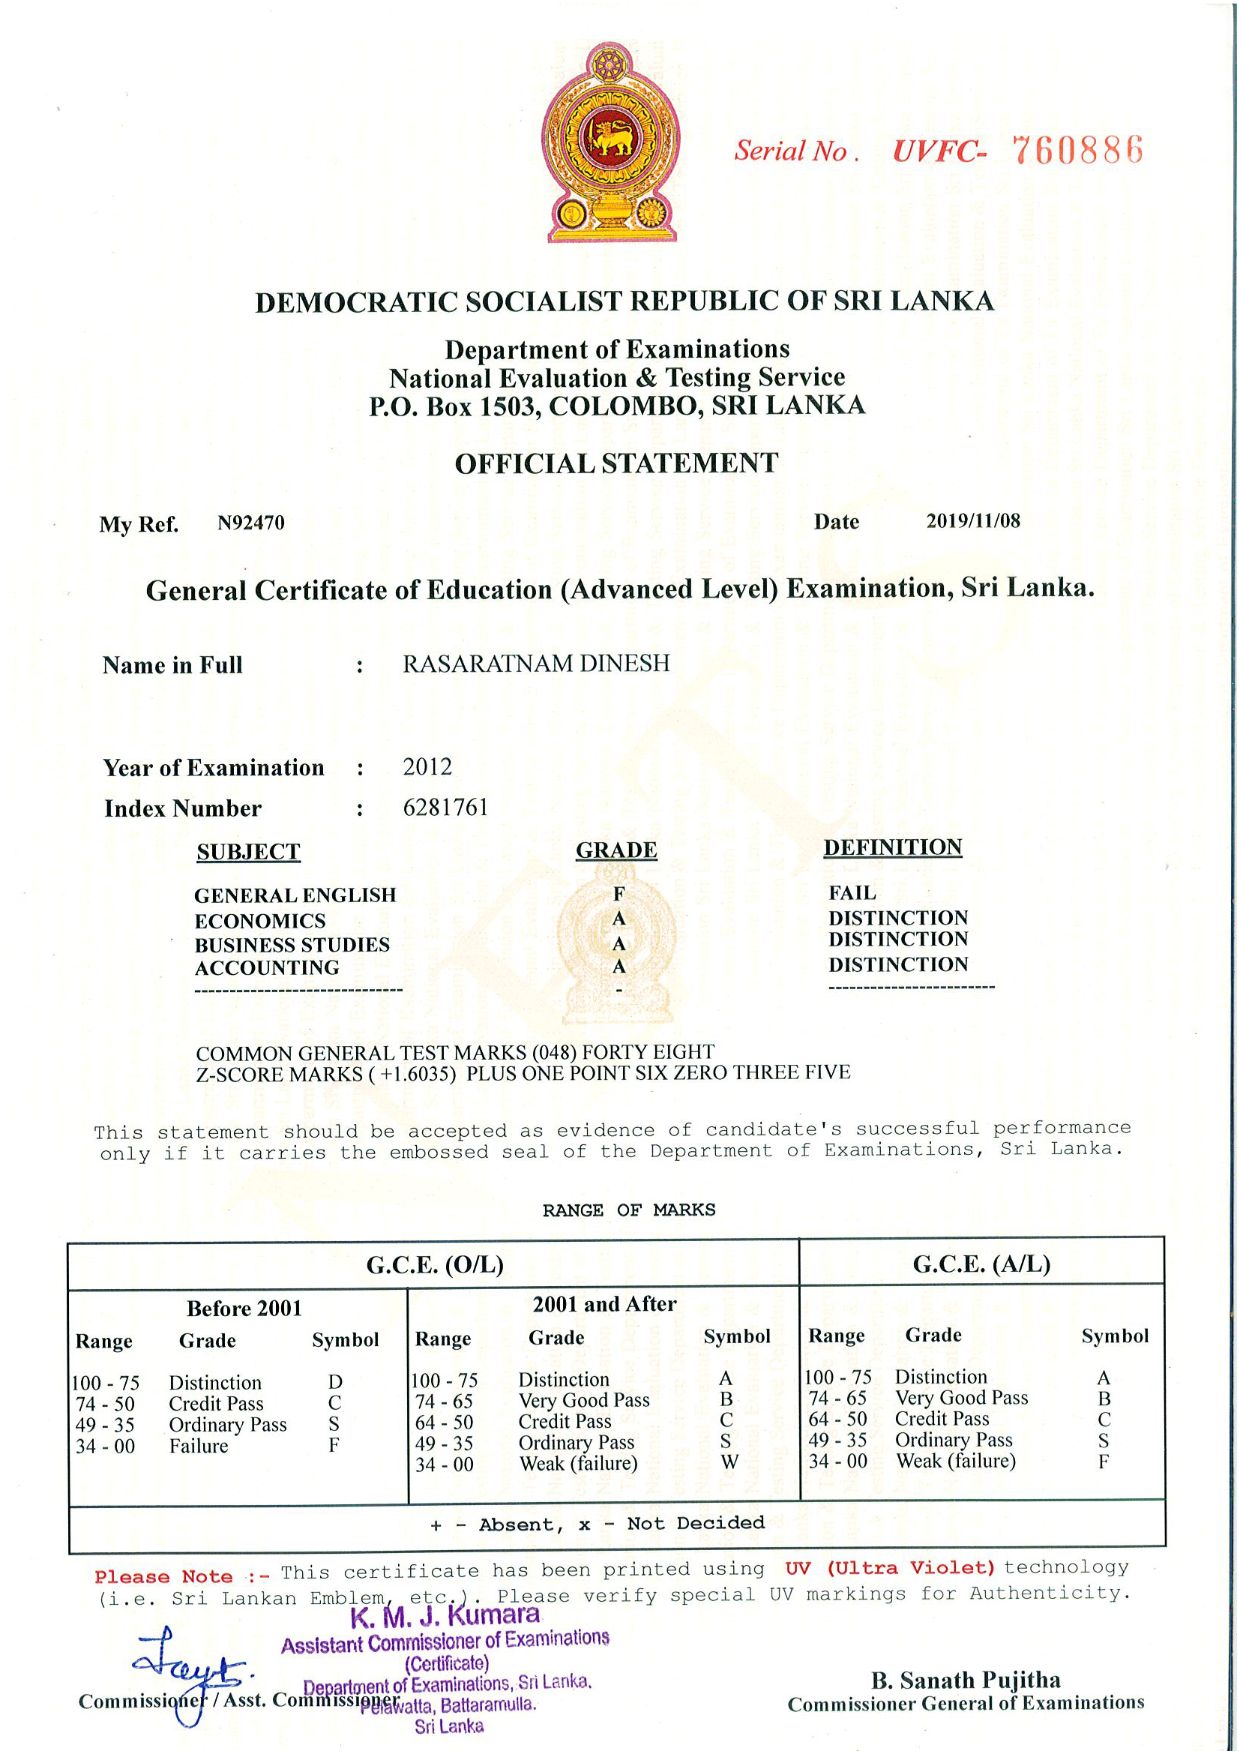 Serial No . UVFC- 760886
DEMOCRATIC SOCIALIST REPUBLIC OF SRI LANKA
Department of Examinations
National Evaluation & Testing Service
P.O. Box 1503, COLOMBO, SRI LANKA
OFFICIAL STATEMENT
My Ref. N92470 Date 2019/11/08
General Certificate of Education (Advanced Level) Examination, Sri Lanka.
Name in Full : RASARATNAM DINESH
Year of Examination : 2012
Index Number : 6281761
SUBJECT GRADE DEFINITION
GENERAL ENGLISH F FAIL
ECONOMICS A DISTINCTION
BUSINESS STUDIES A DISTINCTION
ACCOUNTING A DISTINCTION
------------------------------ - ------------------------
COMMON GENERAL TEST MARKS (048) FORTY EIGHT
Z-SCORE MARKS ( +1.6035) PLUS ONE POINT SIX ZERO THREE FIVE
This statement should be accepted as evidence of candidate's successful performance
only if it carries the embossed seal of the Department of Examinations, Sri Lanka.
RANGE OF MARKS
G.C.E. (O/L) G.C.E. (A/L)
Before 2001 2001 and After
Range Grade Symbol Range Grade Symbol Range Grade Symbol
100 - 75 Distinction D 100 - 75 Distinction A 100 - 75 Distinction A
74 - 50 Credit Pass C 74 - 65 Very Good Pass B 74 - 65 Very Good Pass B
49 - 35 Ordinary Pass S 64 - 50 Credit Pass C 64 - 50 Credit Pass C
34 - 00 Failure F 49 - 35 Ordinary Pass S 49 - 35 Ordinary Pass S
34 - 00 Weak (failure) W 34 - 00 Weak (failure) F
+ - Absent, x - Not Decided
Please Note :- This certificate has been printed using UV (Ultra Violet) technology
(i.e. Sri Lankan Emblem, etc.). Please verify special UV markings for Authenticity.
K. M. J. Kumara
Assistant Commissioner of Examinations
(Certificate)
Department of Examinations, Sri Lanka.
Pelawatta, Battaramulla.
Sri Lanka
Commissioner / Asst. Commissioner
B. Sanath Pujitha
Commissioner General of Examinations